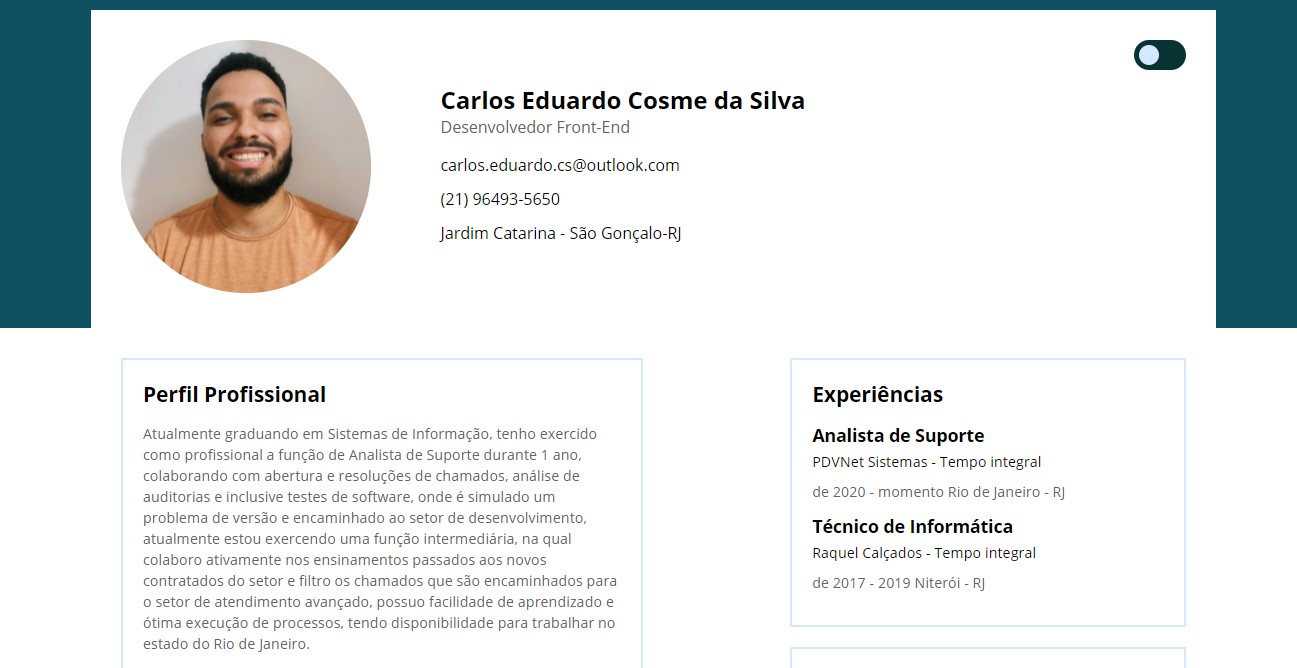 Carlos Eduardo Cosme da Silva
Desenvolvedor Front-End
carlos.eduardo.cs@outlook.com
(21) 96493-5650
Jardim Catarina - São Gonçalo-RJ
Perfil Profissional
Atualmente graduando em Sistemas de Informação, tenho exercido
como profissional a função de Analista de Suporte durante 1 ano,
colaborando com abertura e resoluções de chamados, análise de
auditorias e inclusive testes de software, onde é simulado um
problema de versão e encaminhado ao setor de desenvolvimento,
atualmente estou exercendo uma função intermediária, na qual
colaboro ativamente nos ensinamentos passados aos novos
contratados do setor e filtro os chamados que são encaminhados para
o setor de atendimento avançado, possuo facilidade de aprendizado e
ótima execução de processos, tendo disponibilidade para trabalhar no
estado do Rio de Janeiro.
Experiências
Analista de Suporte
PDVNet Sistemas - Tempo integral
de 2020 - momento Rio de Janeiro - RJ
Técnico de Informática
Raquel Calçados - Tempo integral
de 2017 - 2019 Niterói - RJ